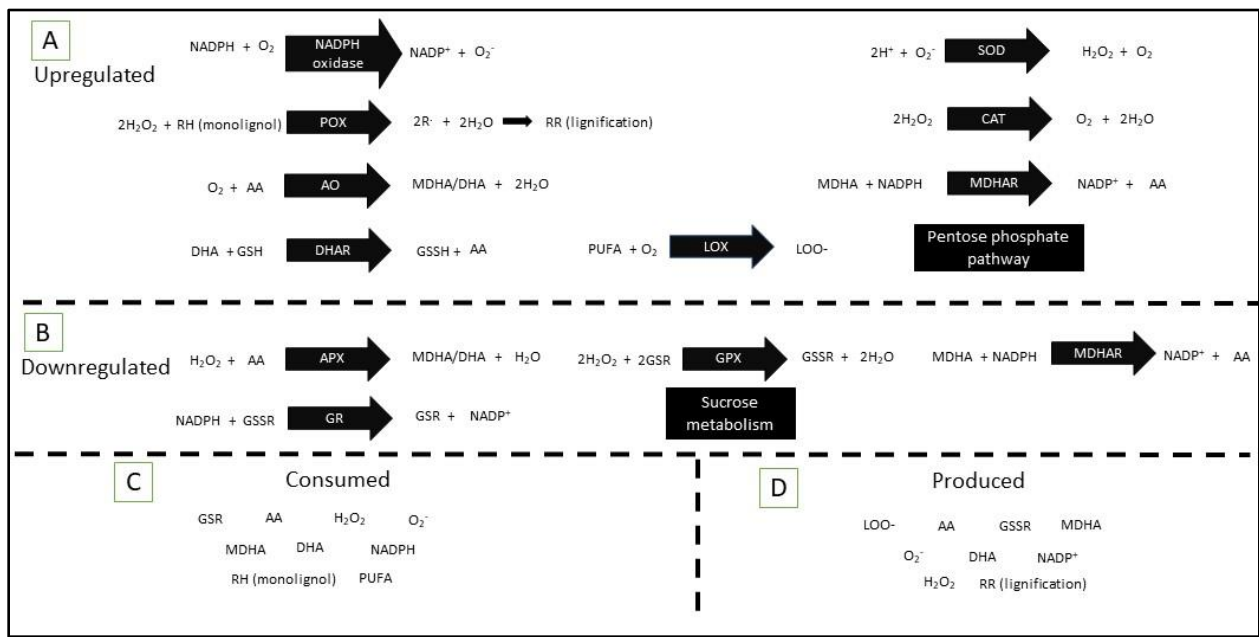 A
Upregulated
NADPH + O₂ NADPH oxidase NADP⁺ + O₂⁻
2H⁺ + O₂⁻ SOD H₂O₂ + O₂
2H₂O₂ + RH (monolignol) POX 2R· + 2H₂O RR (lignification)
2H₂O₂ CAT O₂ + 2H₂O
O₂ + AA AO MDHA/DHA + 2H₂O
MDHA + NADPH MDHAR NADP⁺ + AA
DHA + GSH DHAR GSSH + AA
PUFA + O₂ LOX LOO-
Pentose phosphate
pathway
B
Downregulated
H₂O₂ + AA APX MDHA/DHA + H₂O
2H₂O₂ + 2GSR GPX GSSR + 2H₂O
MDHA + NADPH MDHAR NADP⁺ + AA
NADPH + GSSR GR GSR + NADP⁺
Sucrose
metabolism
C
Consumed
GSR AA H₂O₂ O₂⁻
MDHA DHA NADPH
RH (monolignol) PUFA
D
Produced
LOO- AA GSSR MDHA
O₂⁻ DHA NADP⁺
H₂O₂ RR (lignification)